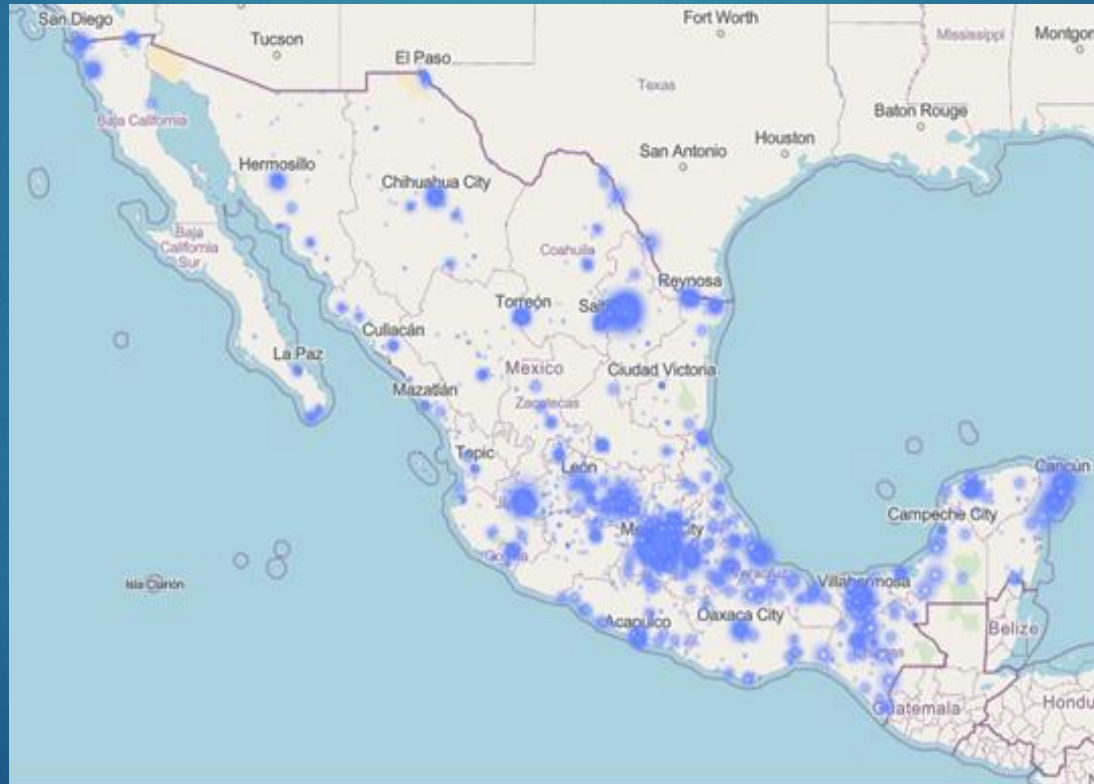 San Diego
Fort Worth
Mississippi
Tucson
El Paso
Texas
Baton Rouge
Baja California
Houston
San Antonio
Hermosillo
Chihuahua City
Baja
California
Sur
Coahuila
Reynosa
Torreón
Culiacán
La Paz
Mexico
Ciudad Victoria
Mazatlán
Zacatecas
Tepic
León
Cancún
Campeche City
Isla Clarión
Villahermosa
Acapulco
Oaxaca City
Belize
Guatemala